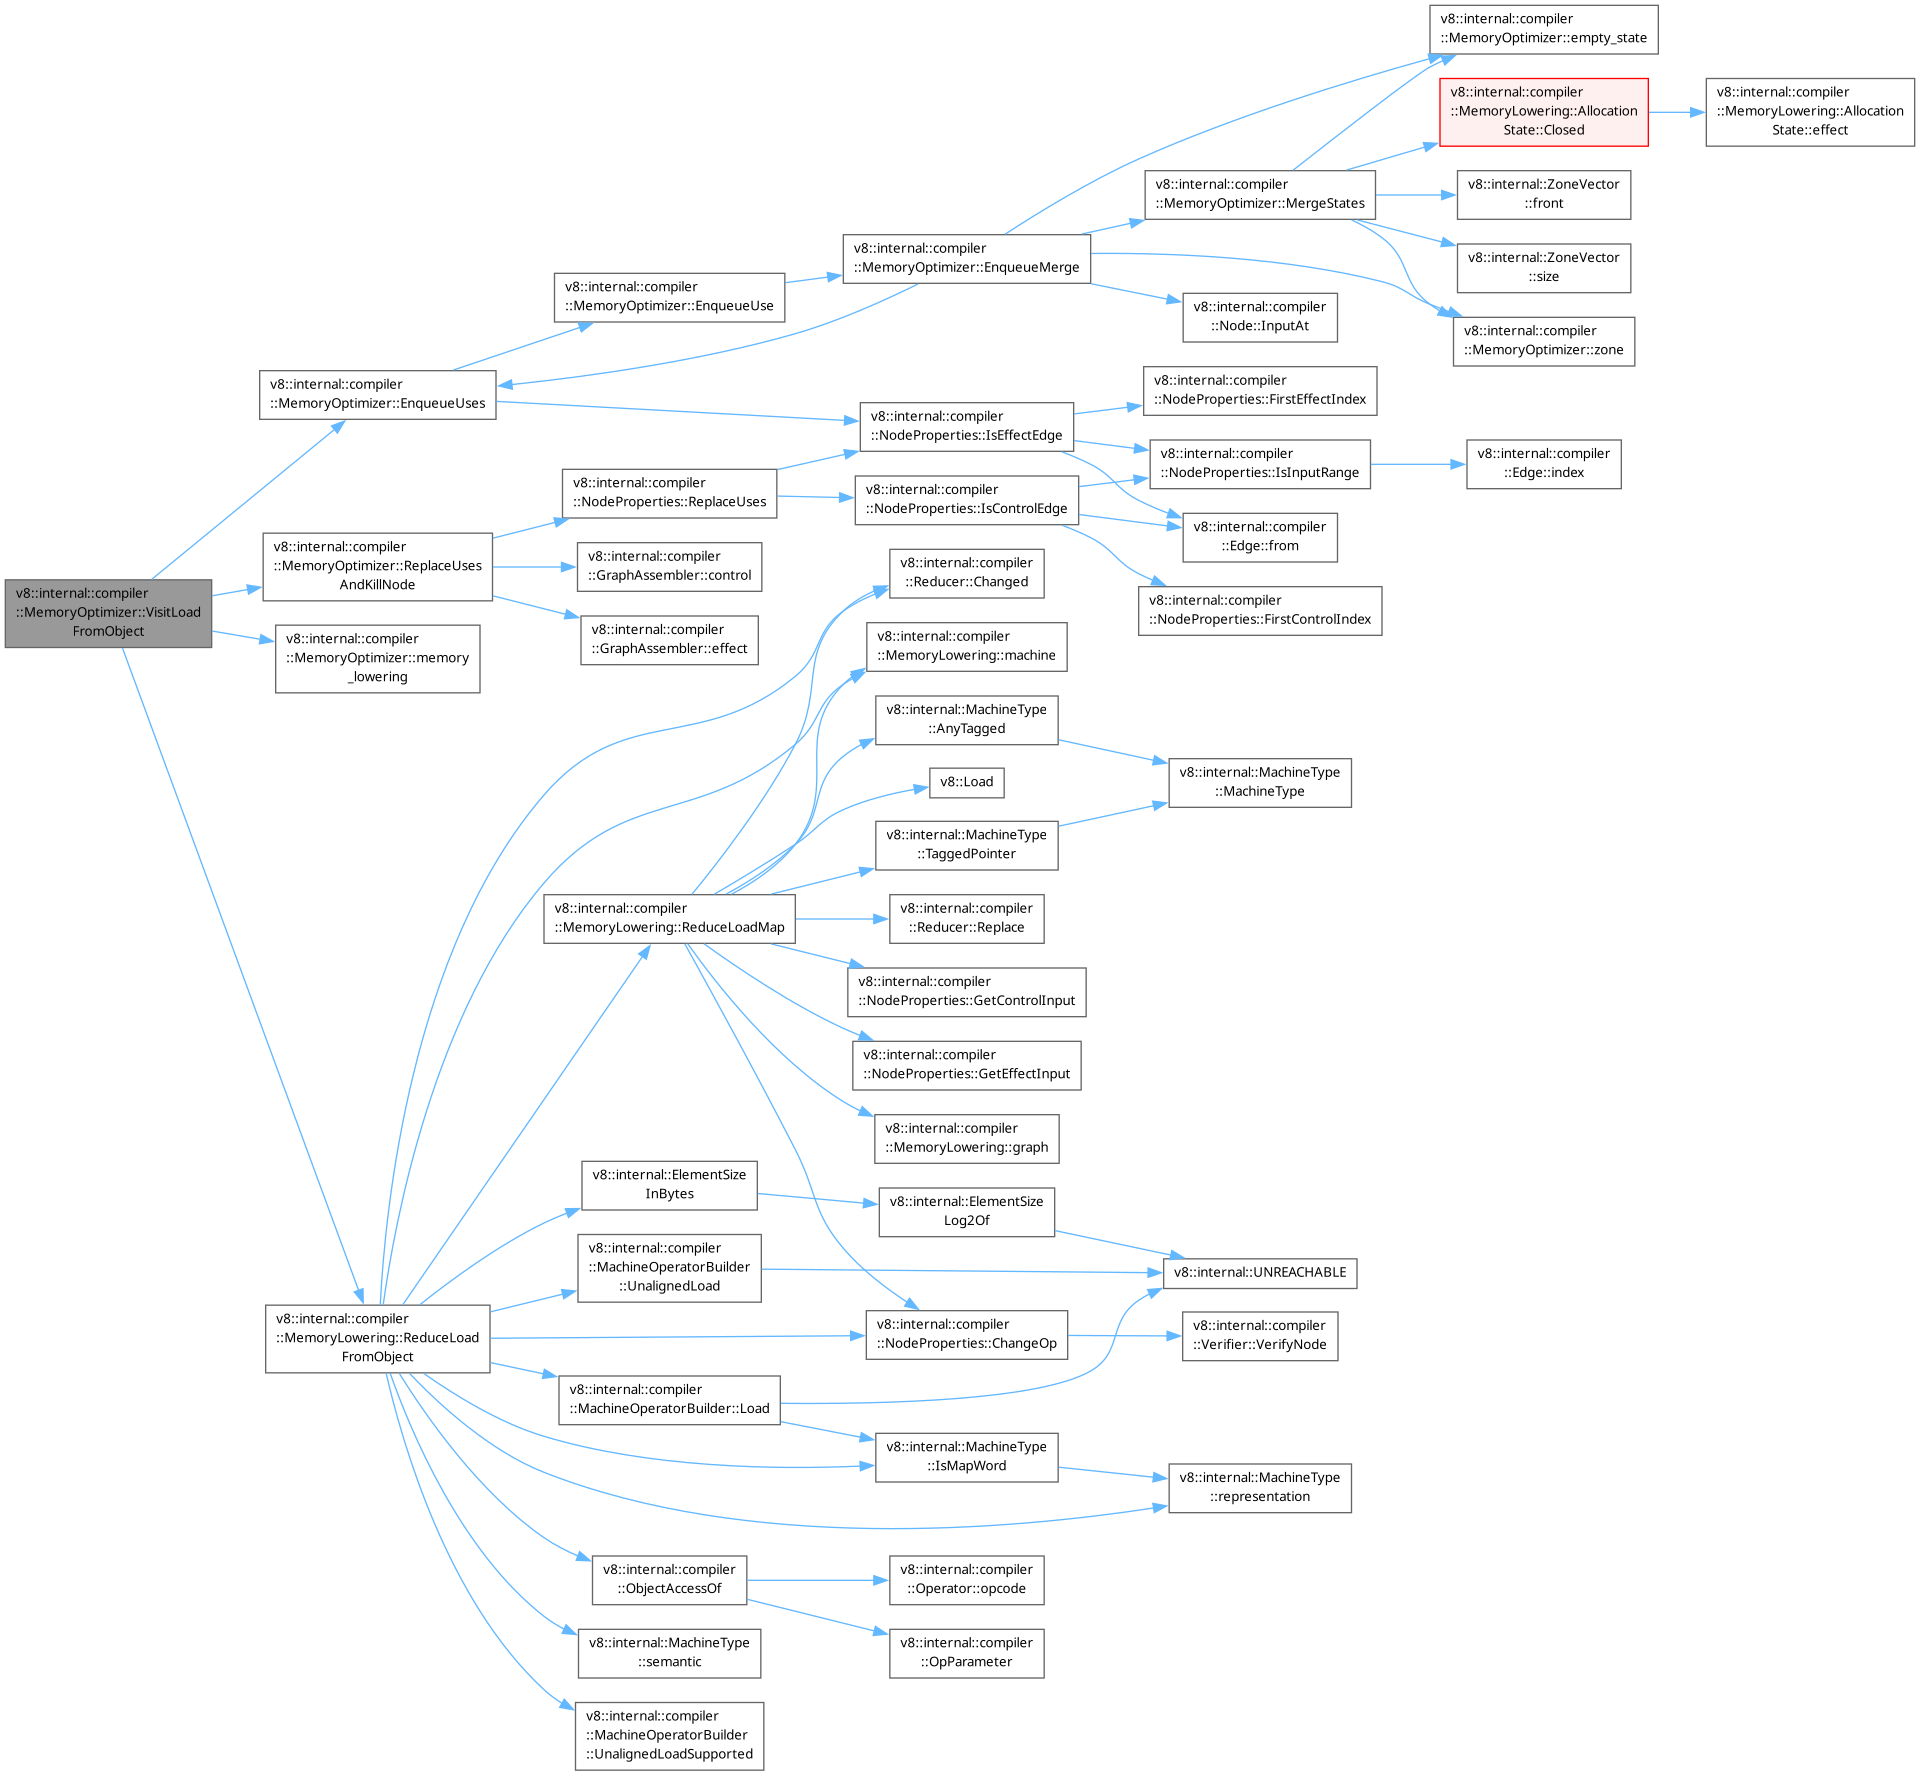 v8::internal::compiler
::MemoryOptimizer::VisitLoad
FromObject
v8::internal::compiler
::MemoryOptimizer::EnqueueUses
v8::internal::compiler
::MemoryOptimizer::ReplaceUses
AndKillNode
v8::internal::compiler
::MemoryOptimizer::memory
_lowering
v8::internal::compiler
::MemoryLowering::ReduceLoad
FromObject
v8::internal::compiler
::MemoryOptimizer::EnqueueUse
v8::internal::compiler
::NodeProperties::ReplaceUses
v8::internal::compiler
::GraphAssembler::control
v8::internal::compiler
::GraphAssembler::effect
v8::internal::compiler
::MemoryLowering::ReduceLoadMap
v8::internal::ElementSize
InBytes
v8::internal::compiler
::MachineOperatorBuilder
::UnalignedLoad
v8::internal::compiler
::MachineOperatorBuilder::Load
v8::internal::compiler
::ObjectAccessOf
v8::internal::MachineType
::semantic
v8::internal::compiler
::MachineOperatorBuilder
::UnalignedLoadSupported
v8::internal::compiler
::MemoryOptimizer::EnqueueMerge
v8::internal::compiler
::NodeProperties::IsEffectEdge
v8::internal::compiler
::NodeProperties::IsControlEdge
v8::internal::compiler
::Reducer::Changed
v8::internal::compiler
::MemoryLowering::machine
v8::internal::MachineType
::AnyTagged
v8::Load
v8::internal::MachineType
::TaggedPointer
v8::internal::compiler
::Reducer::Replace
v8::internal::compiler
::NodeProperties::GetControlInput
v8::internal::compiler
::NodeProperties::GetEffectInput
v8::internal::compiler
::MemoryLowering::graph
v8::internal::ElementSize
Log2Of
v8::internal::compiler
::NodeProperties::ChangeOp
v8::internal::MachineType
::IsMapWord
v8::internal::compiler
::Operator::opcode
v8::internal::compiler
::OpParameter
v8::internal::compiler
::MemoryOptimizer::MergeStates
v8::internal::compiler
::Node::InputAt
v8::internal::compiler
::NodeProperties::FirstEffectIndex
v8::internal::compiler
::NodeProperties::IsInputRange
v8::internal::compiler
::Edge::from
v8::internal::compiler
::NodeProperties::FirstControlIndex
v8::internal::MachineType
::MachineType
v8::internal::UNREACHABLE
v8::internal::compiler
::Verifier::VerifyNode
v8::internal::MachineType
::representation
v8::internal::compiler
::MemoryOptimizer::empty_state
v8::internal::compiler
::MemoryLowering::Allocation
State::Closed
v8::internal::ZoneVector
::front
v8::internal::ZoneVector
::size
v8::internal::compiler
::MemoryOptimizer::zone
v8::internal::compiler
::Edge::index
v8::internal::compiler
::MemoryLowering::Allocation
State::effect